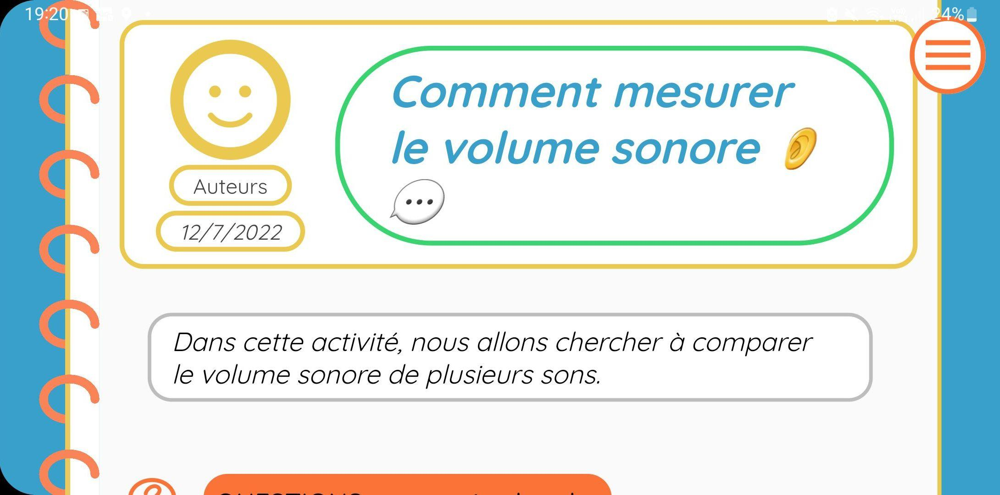 19:20
24%
Comment mesurer
le volume sonore
Auteurs
12/7/2022
Dans cette activité, nous allons chercher à comparer
le volume sonore de plusieurs sons.